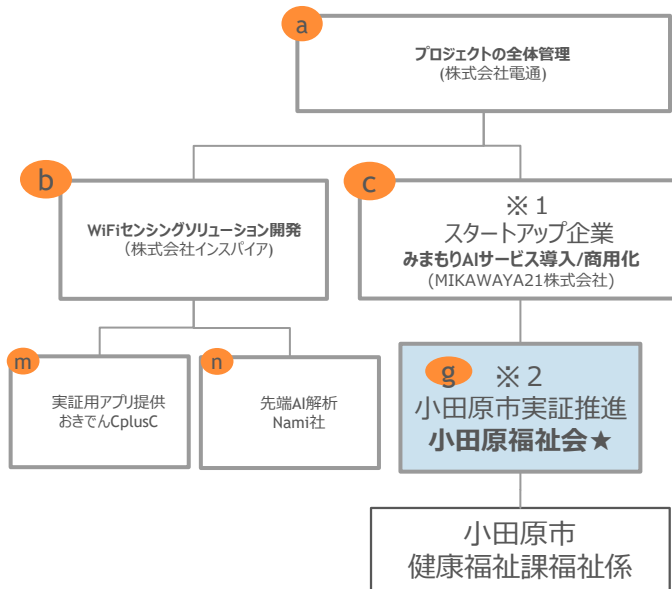 a
プロジェクトの全体管理
(株式会社電通)
b
WiFiセンシングソリューション開発
（株式会社インスパイア)
c
※１
スタートアップ企業
みまもりAIサービス導入/商用化
(MIKAWAYA21株式会社)
m
実証用アプリ提供
おきでんCplusC
n
先端AI解析
Nami社
g
※２
小田原市実証推進
小田原福祉会★
小田原市
健康福祉課福祉係